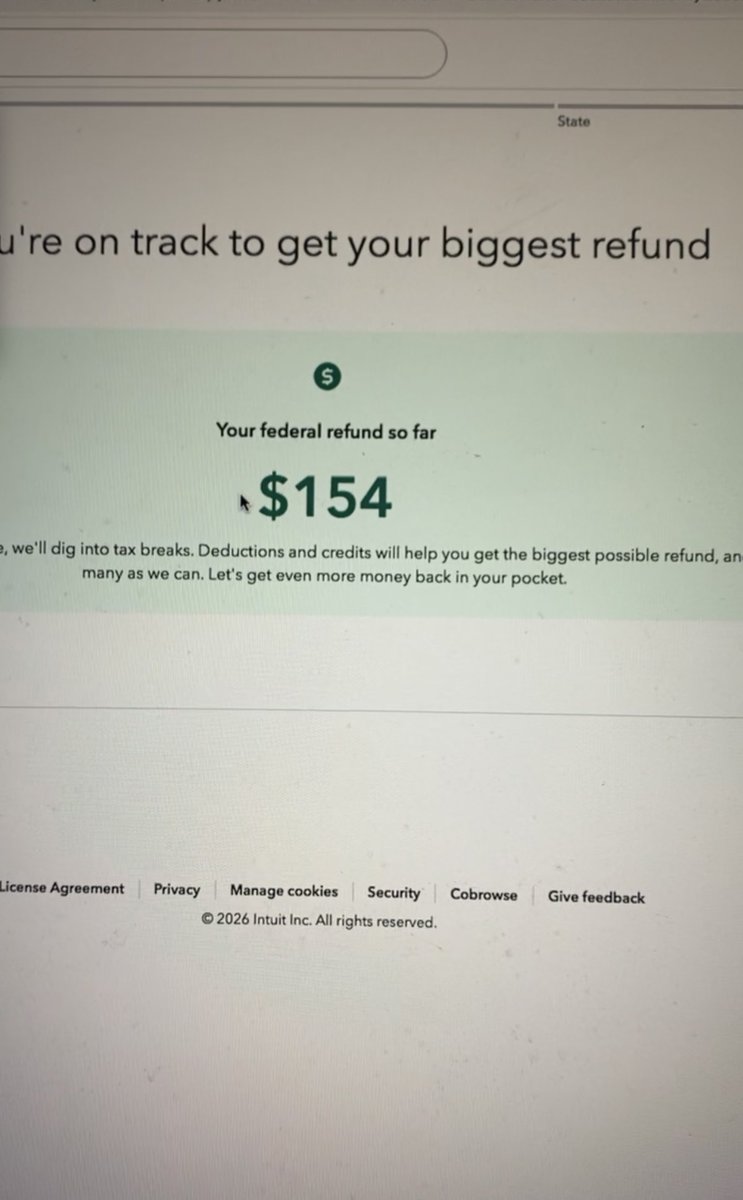 State
u're on track to get your biggest refund
$
Your federal refund so far
$154
e, we'll dig into tax breaks. Deductions and credits will help you get the biggest possible refund, an
many as we can. Let's get even more money back in your pocket.
License Agreement Privacy Manage cookies Security Cobrowse Give feedback
© 2026 Intuit Inc. All rights reserved.